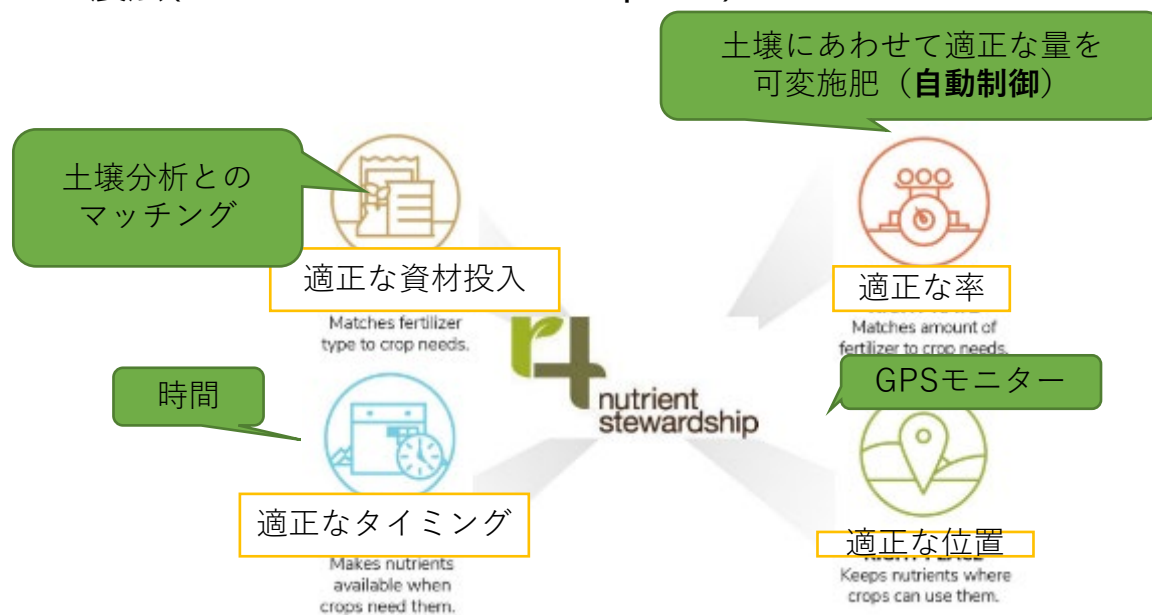 土壌にあわせて適正な量を
可変施肥（自動制御）
土壌分析との
マッチング
適正な資材投入
Matches fertilizer
type to crop needs.
適正な率
Matches amount of
fertilizer to crop needs.
4r
nutrient
stewardship
時間
適正なタイミング
Makes nutrients
available when
crops need them.
GPSモニター
適正な位置
Keeps nutrients where
crops can use them.